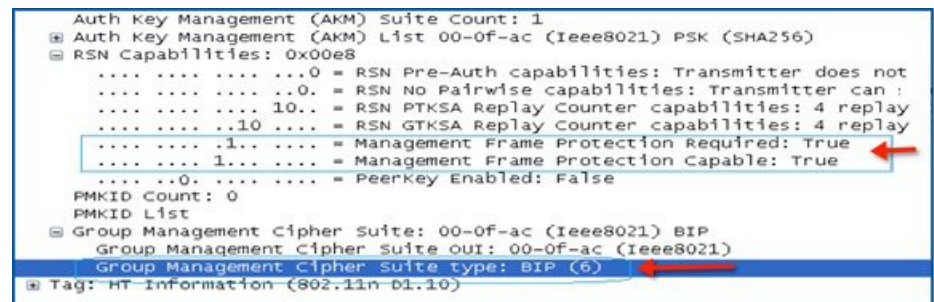 Auth Key Management (AKM) Suite Count: 1
Auth Key Management (AKM) List 00-0f-ac (Ieee8021) PSK (SHA256)
RSN Capabilities: 0x00e8
.... .... .... ...0 = RSN Pre-Auth capabilities: Transmitter does not
.... .... .... ..0. = RSN No Pairwise capabilities: Transmitter can
.... .... .... 10.. = RSN PTKSA Replay Counter capabilities: 4 replay
.... .... ..10 .... = RSN GTKSA Replay Counter capabilities: 4 replay
.... .... .1.. .... = Management Frame Protection Required: True
.... .... 1... .... = Management Frame Protection Capable: True
.... ..0. .... .... = PeerKey Enabled: False
PMKID Count: 0
PMKID List
Group Management Cipher Suite: 00-0f-ac (Ieee8021) BIP
Group Management Cipher Suite OUI: 00-0f-ac (Ieee8021)
Group Management Cipher Suite type: BIP (6)
Tag: HT Information (802.11n D1.10)